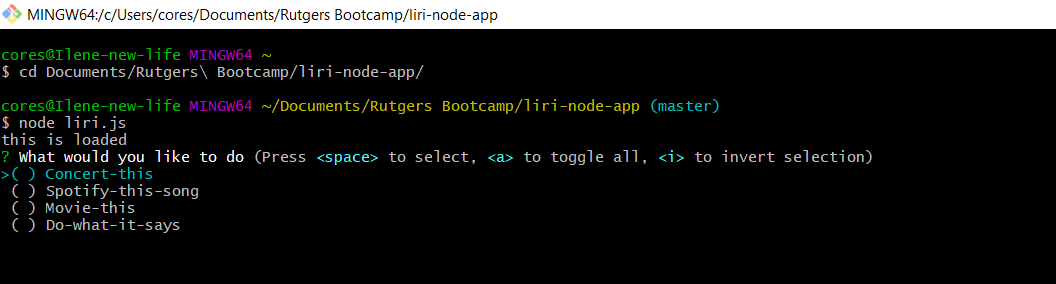 MINGW64:/c/Users/cores/Documents/Rutgers Bootcamp/liri-node-app
cores@Ilene-new-life MINGW64 ~
$ cd Documents/Rutgers\ Bootcamp/liri-node-app/
cores@Ilene-new-life MINGW64 ~/Documents/Rutgers Bootcamp/liri-node-app (master)
$ node liri.js
this is loaded
? What would you like to do (Press <space> to select, <a> to toggle all, <i> to invert selection)
>( ) Concert-this
( ) Spotify-this-song
( ) Movie-this
( ) Do-what-it-says